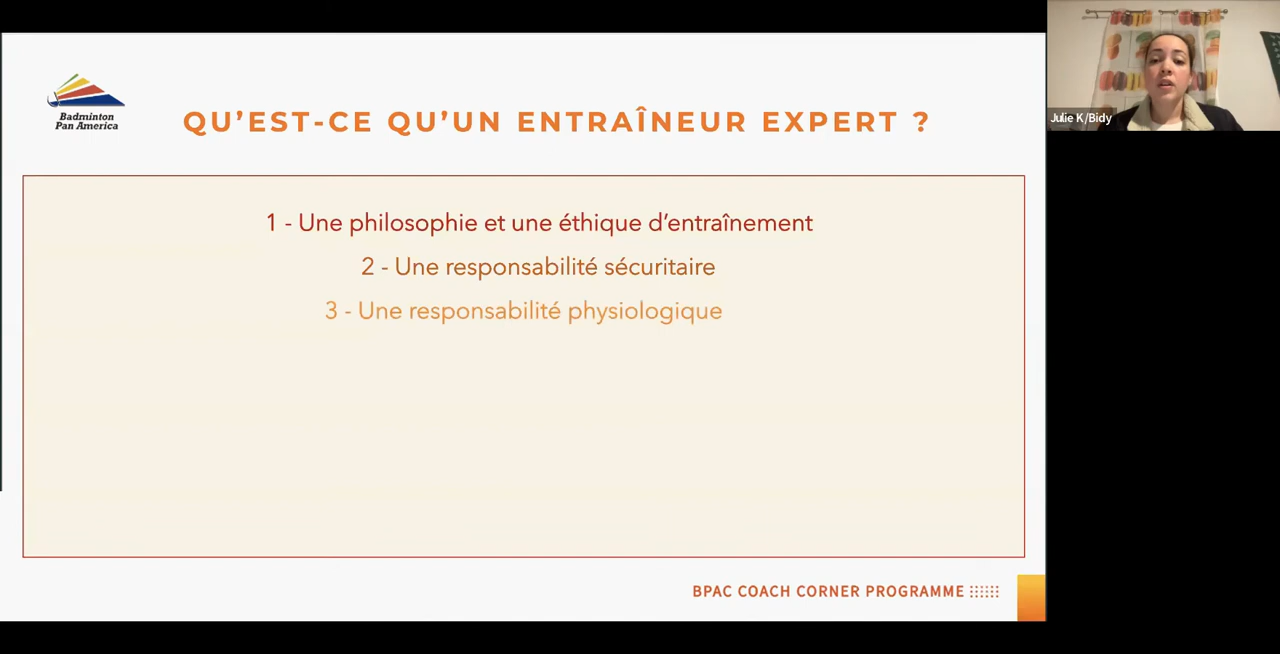 Badminton
Pan America
QU’EST-CE QU’UN ENTRAÎNEUR EXPERT ?
1 - Une philosophie et une éthique d’entraînement
2 - Une responsabilité sécuritaire
3 - Une responsabilité physiologique
BPAC COACH CORNER PROGRAMME
Julie K/Bidy